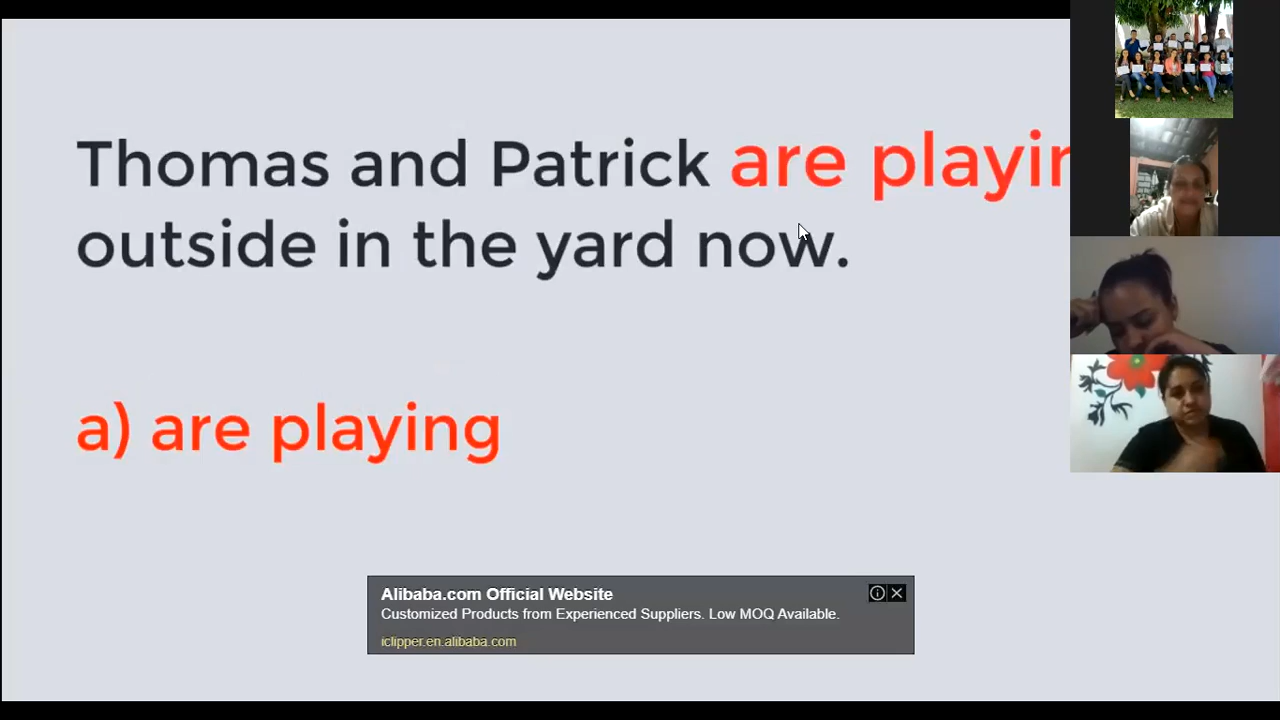 Thomas and Patrick are playin
outside in the yard now.
a) are playing
Alibaba.com Official Website
Customized Products from Experienced Suppliers. Low MOQ Available.
iclipper.en.alibaba.com